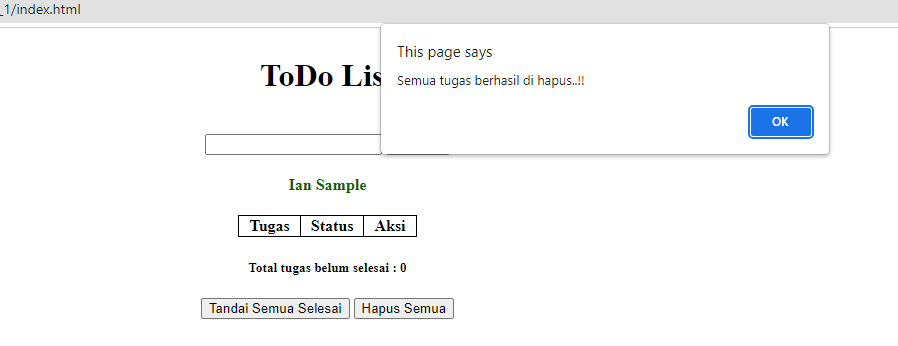 _1/index.html
This page says
Semua tugas berhasil di hapus..!!
OK
ToDo Lis
Ian Sample
Tugas Status Aksi
Total tugas belum selesai : 0
Tandai Semua Selesai Hapus Semua